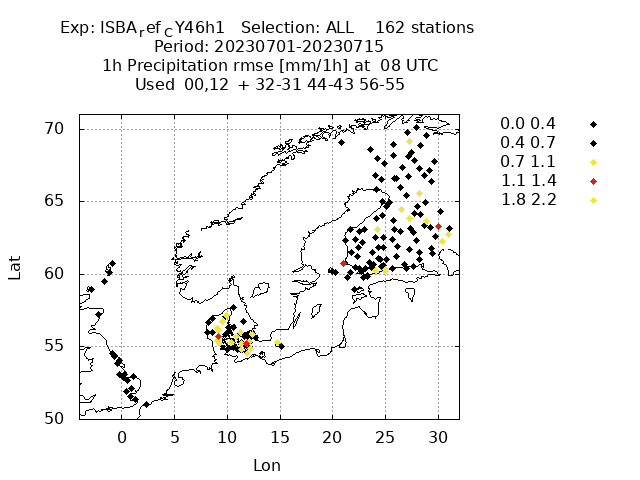 Exp: ISBArefCY46h1 Selection: ALL 162 stations
Period: 20230701-20230715
1h Precipitation rmse [mm/1h] at 08 UTC
Used 00,12 + 32-31 44-43 56-55
70
65
60
55
50
Lat
0 5 10 15 20 25 30
Lon
0.0 0.4
0.4 0.7
0.7 1.1
1.1 1.4
1.8 2.2